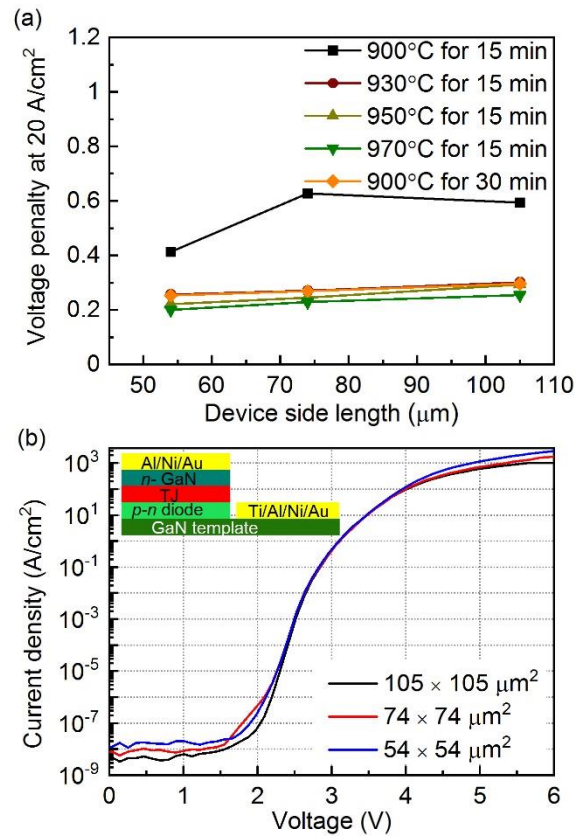 (a)
Voltage penalty at 20 A/cm²
1.2
1
0.8
0.6
0.4
0.2
0
900°C for 15 min
930°C for 15 min
950°C for 15 min
970°C for 15 min
900°C for 30 min
50 60 70 80 90 100 110
Device side length (μm)
(b)
Current density (A/cm²)
10³
10¹
10⁻¹
10⁻³
10⁻⁵
10⁻⁷
10⁻⁹
Al/Ni/Au
n- GaN
TJ
p-n diode Ti/Al/Ni/Au
GaN template
105 × 105 μm²
74 × 74 μm²
54 × 54 μm²
0 1 2 3 4 5 6
Voltage (V)